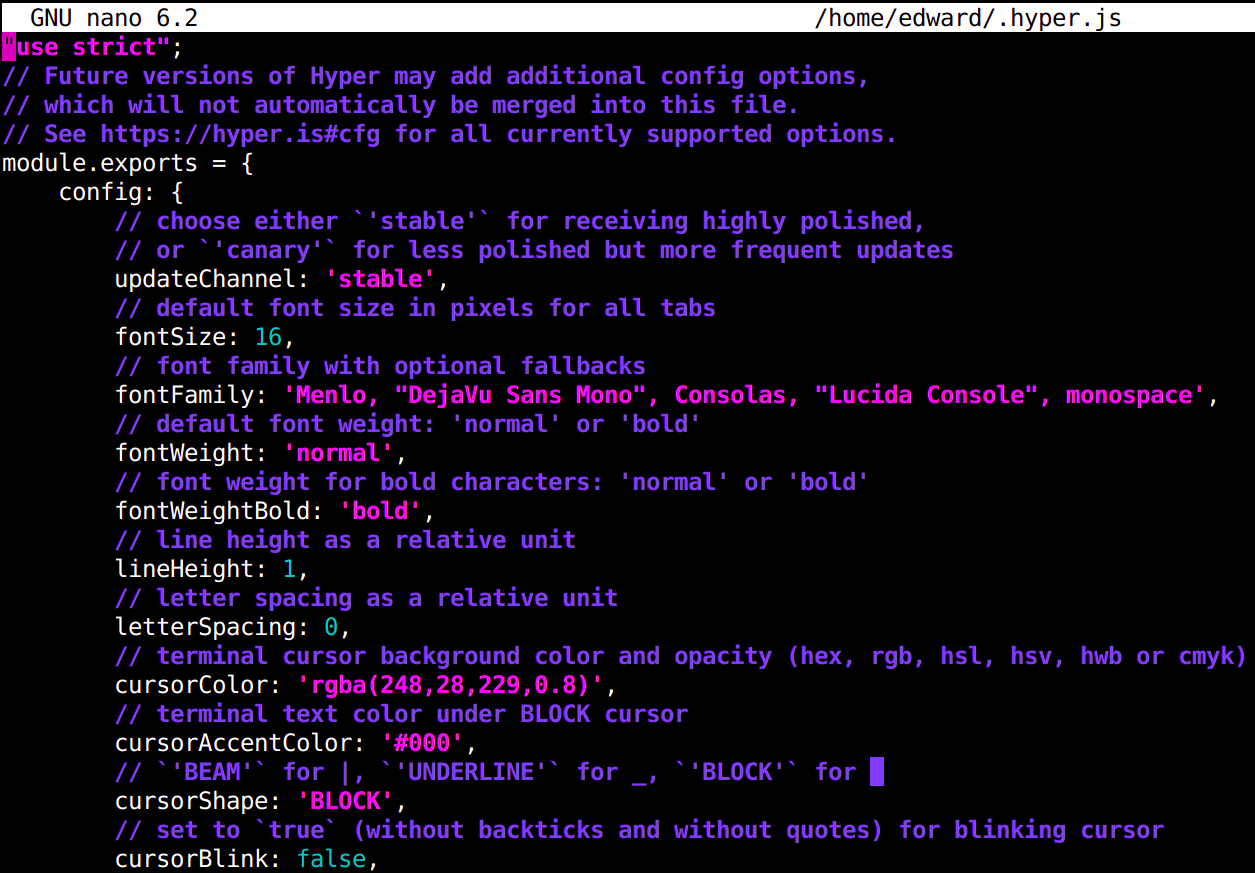 GNU nano 6.2 /home/edward/.hyper.js
"use strict";
// Future versions of Hyper may add additional config options,
// which will not automatically be merged into this file.
// See https://hyper.is#cfg for all currently supported options.
module.exports = {
    config: {
        // choose either `'stable'` for receiving highly polished,
        // or `'canary'` for less polished but more frequent updates
        updateChannel: 'stable',
        // default font size in pixels for all tabs
        fontSize: 16,
        // font family with optional fallbacks
        fontFamily: 'Menlo, "DejaVu Sans Mono", Consolas, "Lucida Console", monospace',
        // default font weight: 'normal' or 'bold'
        fontWeight: 'normal',
        // font weight for bold characters: 'normal' or 'bold'
        fontWeightBold: 'bold',
        // line height as a relative unit
        lineHeight: 1,
        // letter spacing as a relative unit
        letterSpacing: 0,
        // terminal cursor background color and opacity (hex, rgb, hsl, hsv, hwb or cmyk)
        cursorColor: 'rgba(248,28,229,0.8)',
        // terminal text color under BLOCK cursor
        cursorAccentColor: '#000',
        // `'BEAM'` for |, `'UNDERLINE'` for _, `'BLOCK'` for █
        cursorShape: 'BLOCK',
        // set to `true` (without backticks and without quotes) for blinking cursor
        cursorBlink: false,